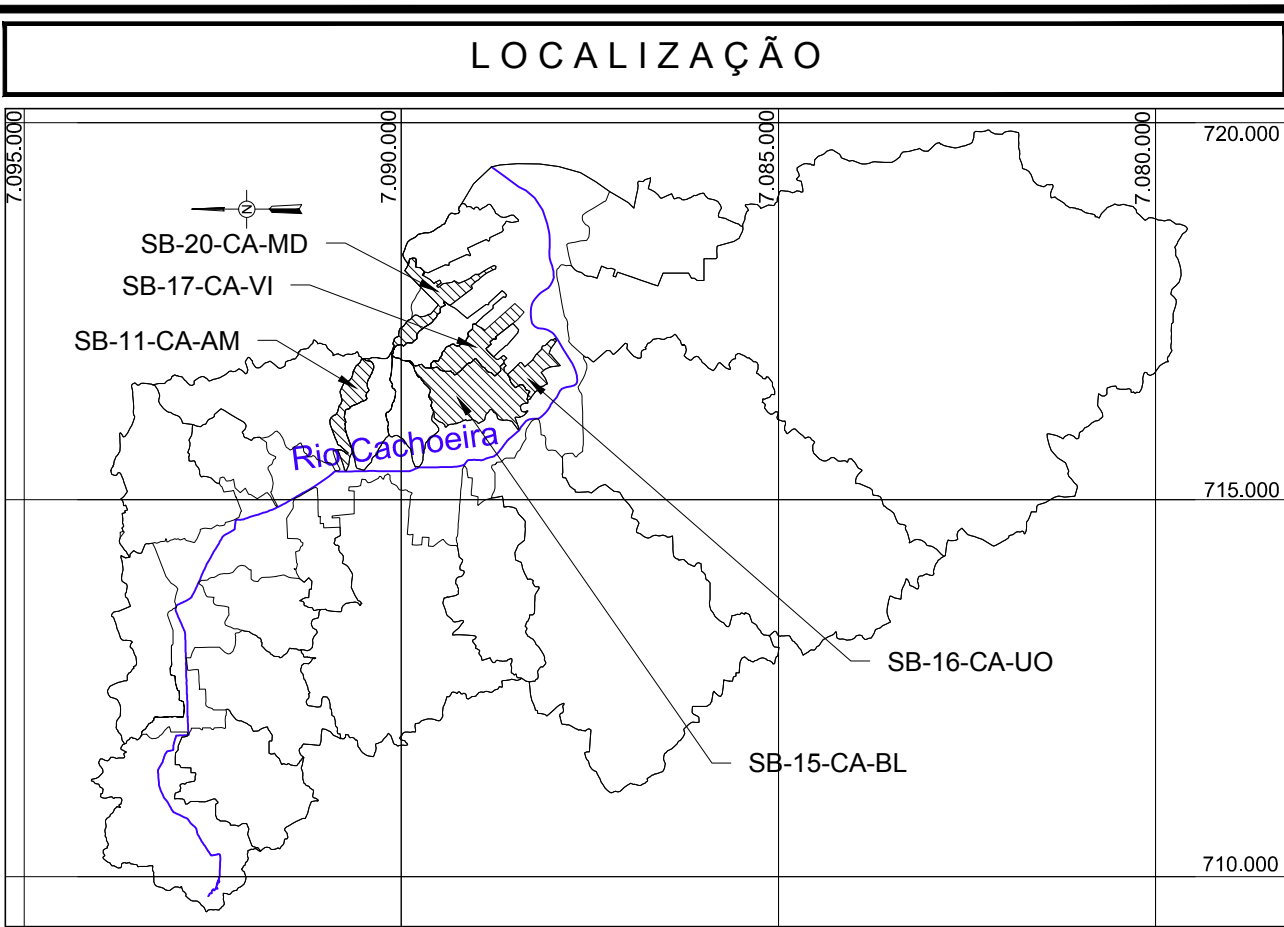 LOCALIZAÇÃO
7.095.000
7.090.000
7.085.000
7.080.000
720.000
N
SB-20-CA-MD
SB-17-CA-VI
SB-11-CA-AM
Rio Cachoeira
715.000
SB-16-CA-UO
SB-15-CA-BL
710.000